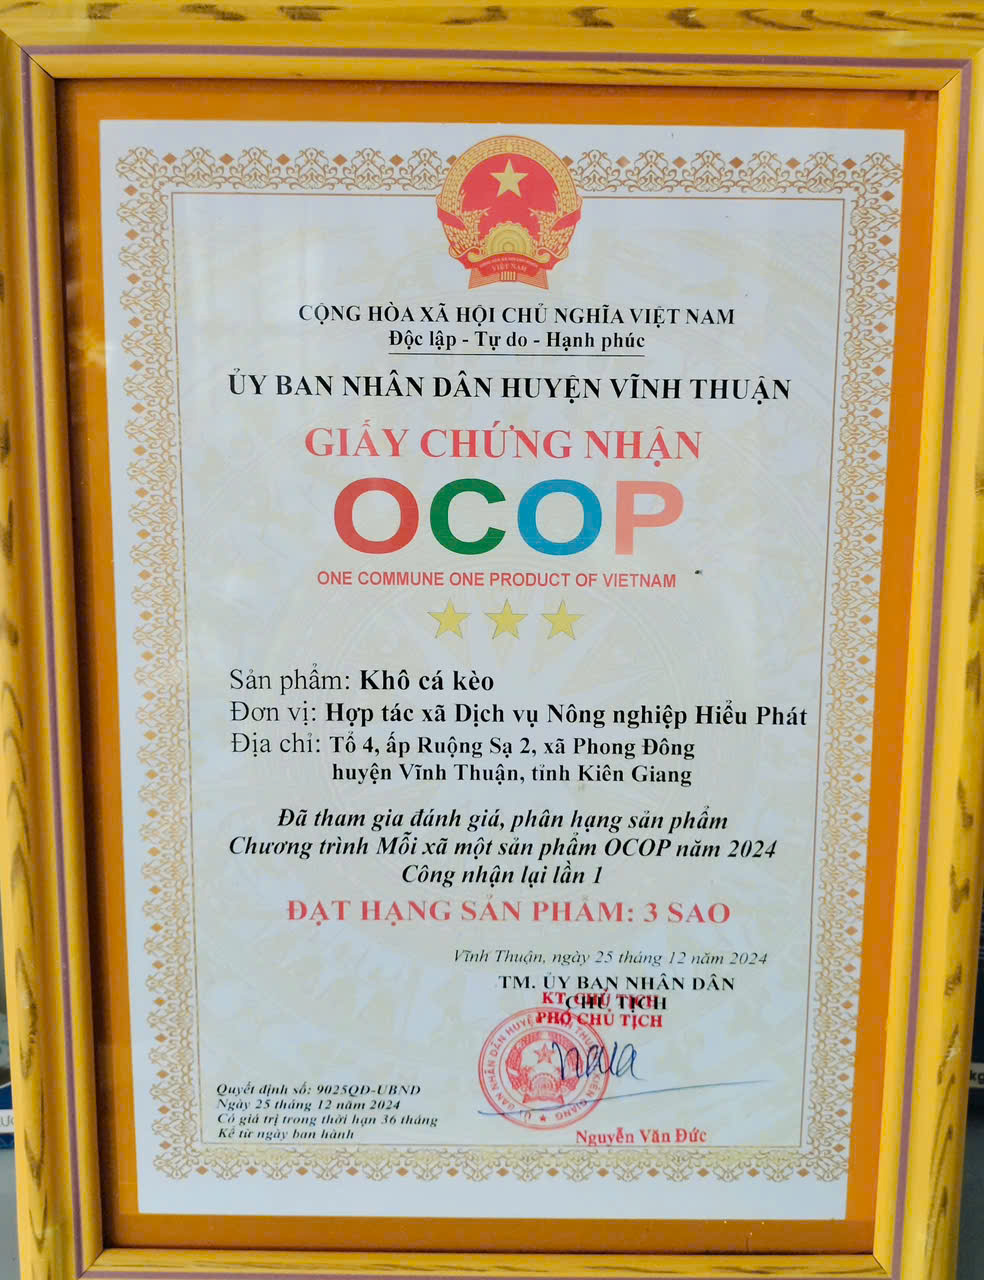 VIỆT NAM
CỘNG HÒA XÃ HỘI CHỦ NGHĨA VIỆT NAM
Độc lập - Tự do - Hạnh phúc
ỦY BAN NHÂN DÂN HUYỆN VĨNH THUẬN
GIẤY CHỨNG NHẬN
OCOP
ONE COMMUNE ONE PRODUCT OF VIETNAM
Sản phẩm: Khô cá kèo
Đơn vị: Hợp tác xã Dịch vụ Nông nghiệp Hiểu Phát
Địa chỉ: Tổ 4, ấp Ruộng Sạ 2, xã Phong Đông
huyện Vĩnh Thuận, tỉnh Kiên Giang
Đã tham gia đánh giá, phân hạng sản phẩm
Chương trình Mỗi xã một sản phẩm OCOP năm 2024
Công nhận lại lần 1
ĐẠT HẠNG SẢN PHẨM: 3 SAO
Vĩnh Thuận, ngày 25 tháng 12 năm 2024
TM. ỦY BAN NHÂN DÂN
CHỦ TỊCH
KT. CHỦ TỊCH
PHÓ CHỦ TỊCH
Nguyễn Văn Đức
Quyết định số: 9025QĐ-UBND
Ngày 25 tháng 12 năm 2024
Có giá trị trong thời hạn 36 tháng
Kể từ ngày ban hành